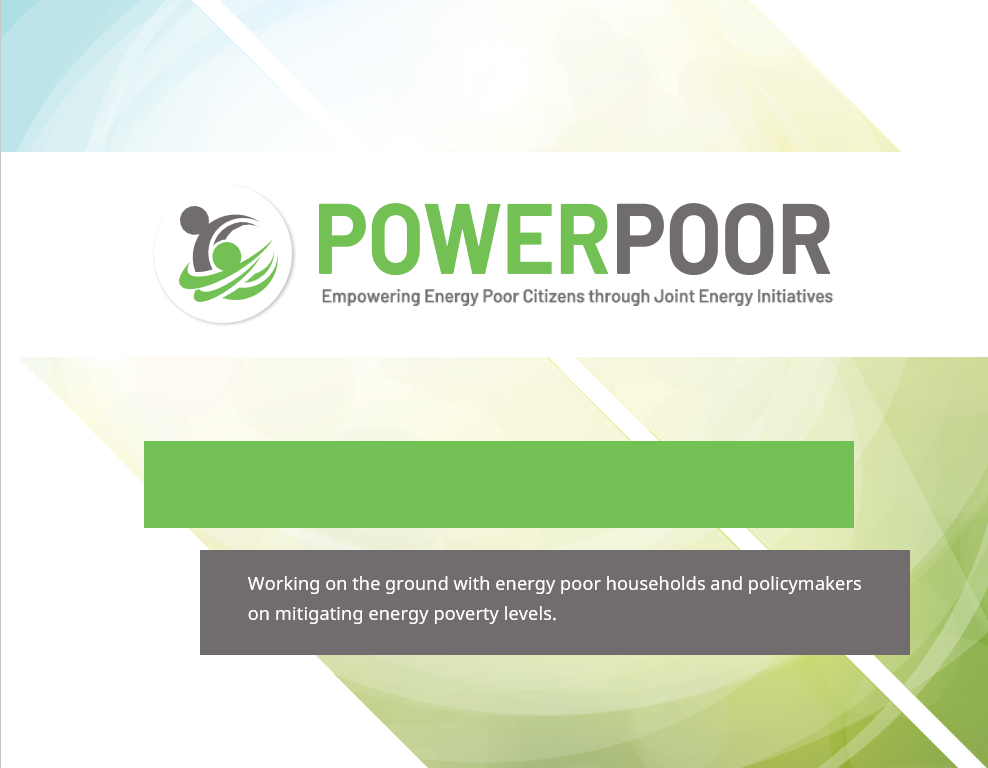 POWERPOOR
Empowering Energy Poor Citizens through Joint Energy Initiatives
Working on the ground with energy poor households and policymakers
on mitigating energy poverty levels.